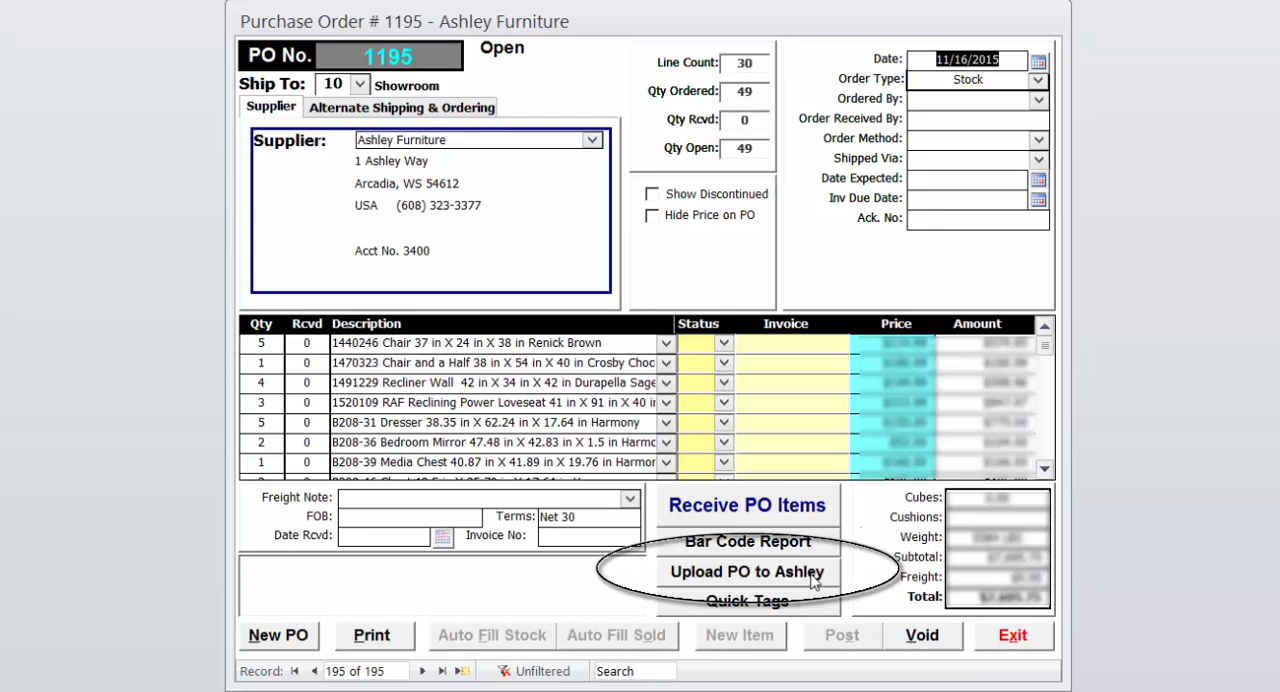 Purchase Order # 1195 - Ashley Furniture
PO No. 1195 Open
Ship To: 10 Showroom
Supplier Alternate Shipping & Ordering
Supplier: Ashley Furniture
1 Ashley Way
Arcadia, WS 54612
USA (608) 323-3377
Acct No. 3400
Line Count: 30
Qty Ordered: 49
Qty Rcvd: 0
Qty Open: 49
Show Discontinued
Hide Price on PO
Date: 11/16/2015
Order Type: Stock
Ordered By:
Order Received By:
Order Method:
Shipped Via:
Date Expected:
Inv Due Date:
Ack. No:
Qty Rcvd Description Status Invoice Price Amount
5 0 1440246 Chair 37 in X 24 in X 38 in Renick Brown
1 0 1470323 Chair and a Half 38 in X 54 in X 40 in Crosby Choc
4 0 1491229 Recliner Wall 42 in X 34 in X 42 in Durapella Sage
3 0 1520109 RAF Reclining Power Loveseat 41 in X 91 in X 40 in
5 0 B208-31 Dresser 38.35 in X 62.24 in X 17.64 in Harmony
2 0 B208-36 Bedroom Mirror 47.48 in X 42.83 in X 1.5 in Harmo
1 0 B208-39 Media Chest 40.87 in X 41.89 in X 19.76 in Harmor
Freight Note:
FOB: Terms: Net 30
Date Rcvd: Invoice No:
Receive PO Items
Bar Code Report
Upload PO to Ashley
Quick Tags
Cubes:
Cushions:
Weight:
Subtotal:
Freight:
Total:
New PO Print Auto Fill Stock Auto Fill Sold New Item Post Void Exit
Record: 195 of 195 Unfiltered Search